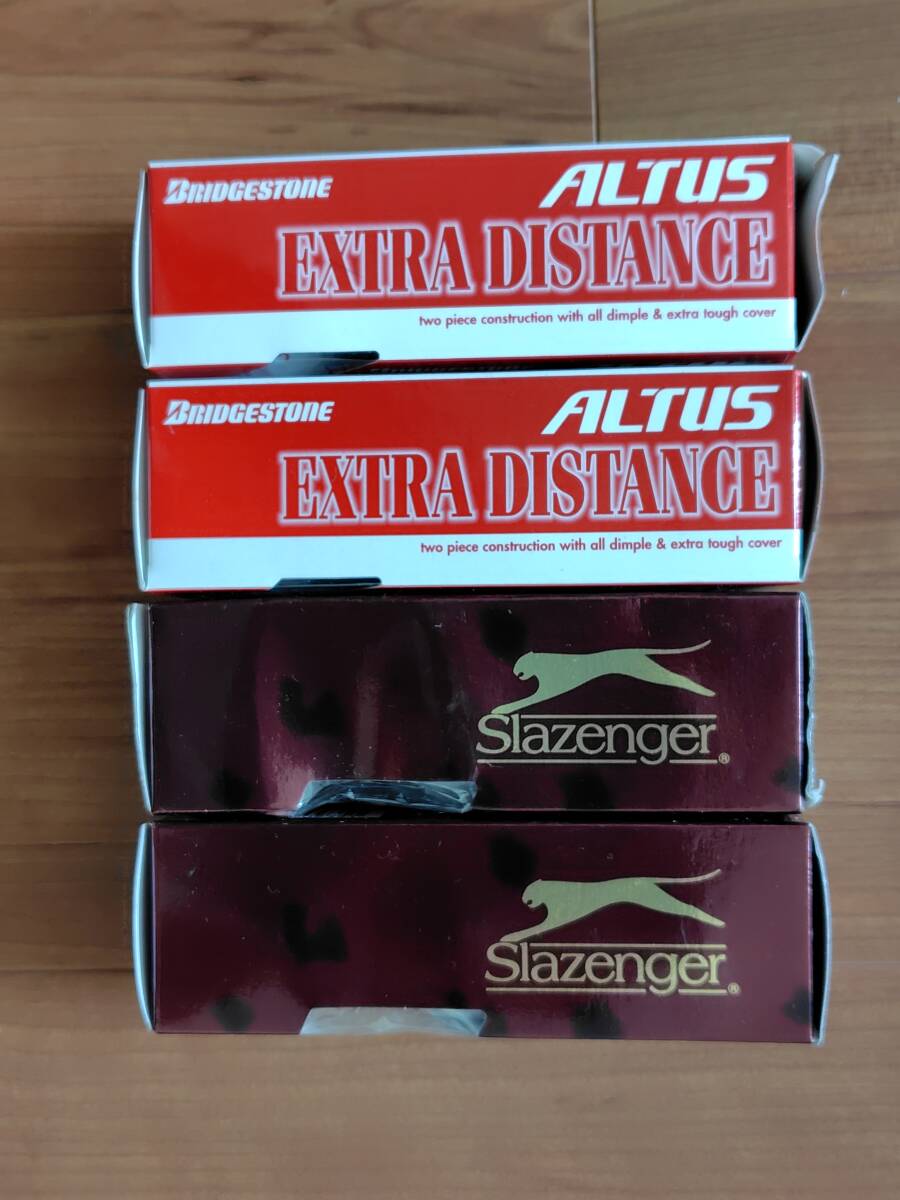 BRIDGESTONE ALTUS
EXTRA DISTANCE
two piece construction with all dimple & extra tough cover
BRIDGESTONE ALTUS
EXTRA DISTANCE
two piece construction with all dimple & extra tough cover
Slazenger®
Slazenger®